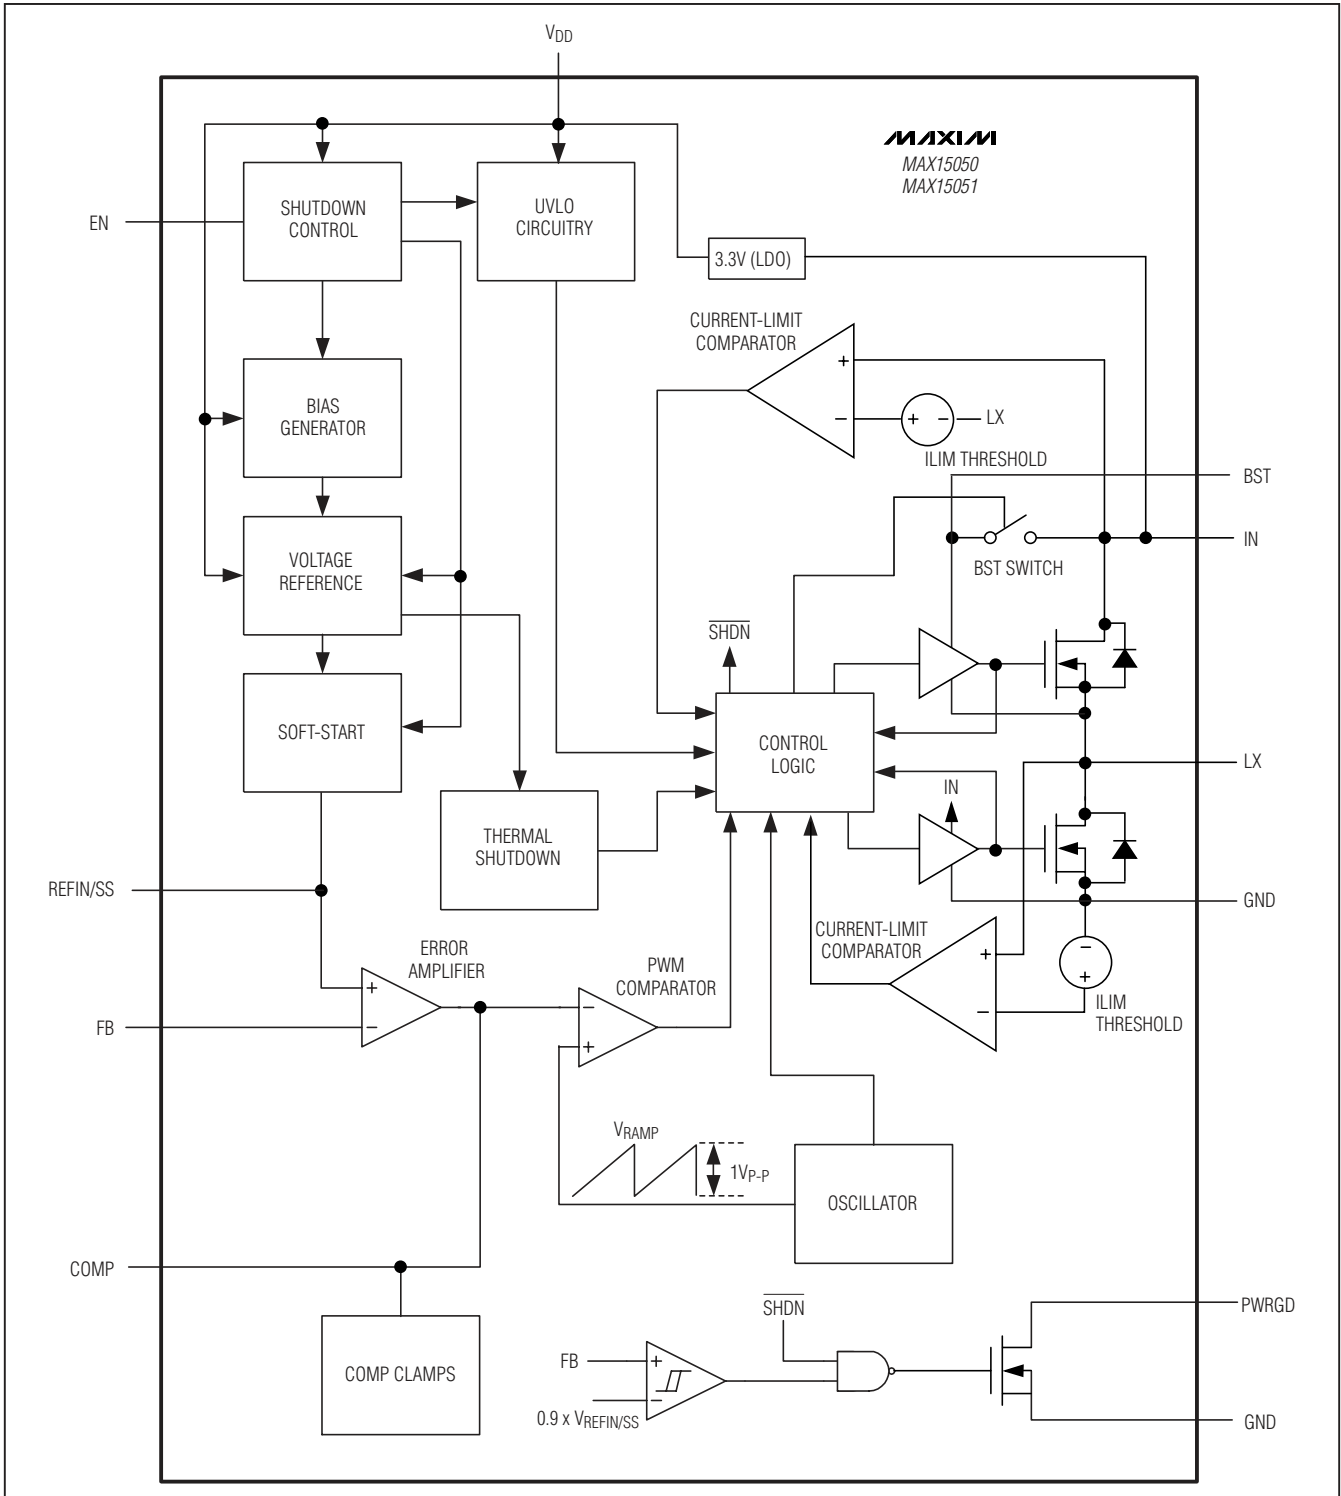 VDD
MAXIM
MAX15050
MAX15051
EN
SHUTDOWN
CONTROL
UVLO
CIRCUITRY
3.3V (LDO)
CURRENT-LIMIT
COMPARATOR
+
−
+ −
LX
ILIM THRESHOLD
BIAS
GENERATOR
BST
IN
BST SWITCH
VOLTAGE
REFERENCE
SHDN
SOFT-START
CONTROL
LOGIC
LX
IN
THERMAL
SHUTDOWN
REFIN/SS
GND
CURRENT-LIMIT
COMPARATOR
+
−
−
+
ILIM
THRESHOLD
ERROR
AMPLIFIER
+
−
FB
PWM
COMPARATOR
−
+
VRAMP
1VP-P
OSCILLATOR
COMP
COMP CLAMPS
SHDN
PWRGD
FB
+
−
0.9 x VREFIN/SS
GND